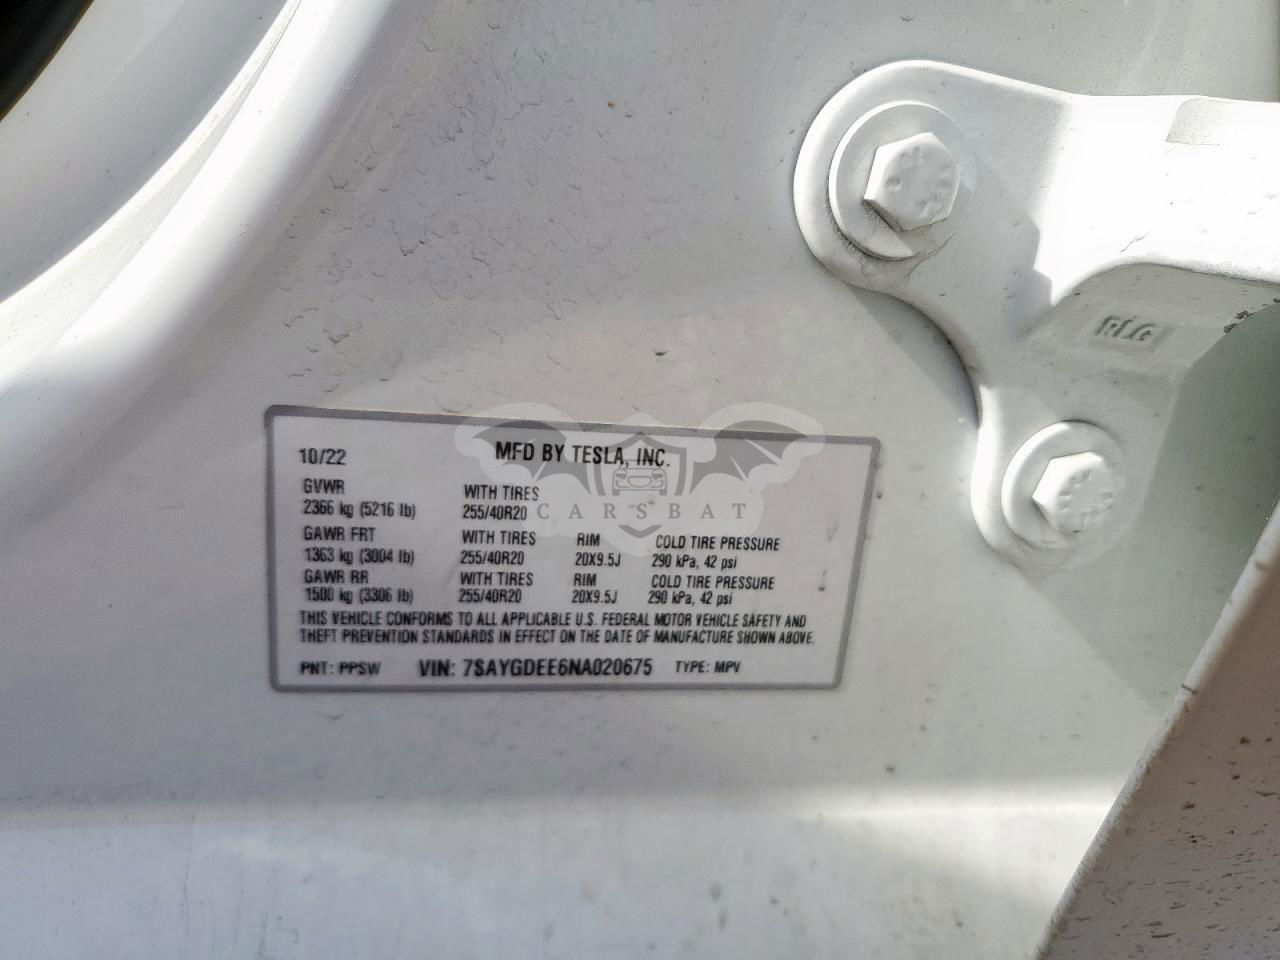 RLG
10/22 MFD BY TESLA, INC.
GVWR WITH TIRES
2366 kg (5216 lb) 255/40R20
CARSBAT
GAWR FRT WITH TIRES RIM COLD TIRE PRESSURE
1363 kg (3004 lb) 255/40R20 20X9.5J 290 kPa, 42 psi
GAWR RR WITH TIRES RIM COLD TIRE PRESSURE
1500 kg (3306 lb) 255/40R20 20X9.5J 290 kPa, 42 psi
THIS VEHICLE CONFORMS TO ALL APPLICABLE U.S. FEDERAL MOTOR VEHICLE SAFETY AND
THEFT PREVENTION STANDARDS IN EFFECT ON THE DATE OF MANUFACTURE SHOWN ABOVE.
PNT: PPSW VIN: 7SAYGDEE6NA020675 TYPE: MPV